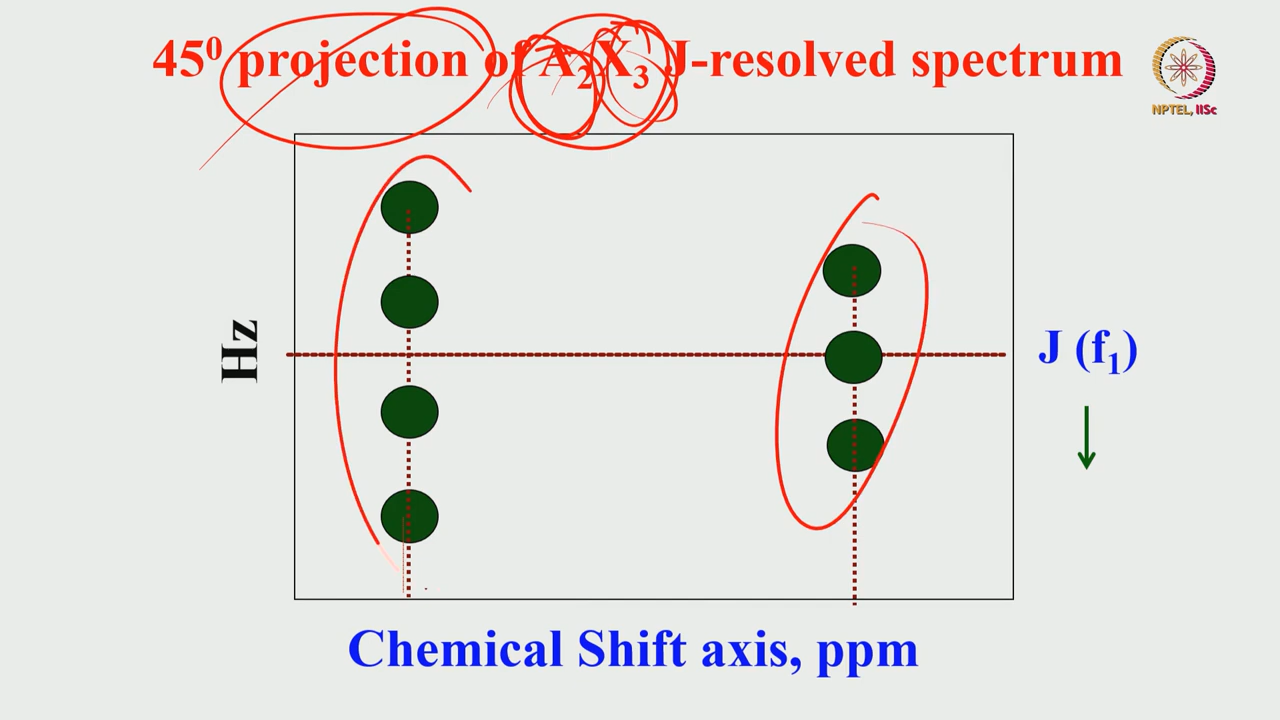 45⁰ projection of A₂X₃ J-resolved spectrum
NPTEL, IISc
Hz
J (f₁)
Chemical Shift axis, ppm